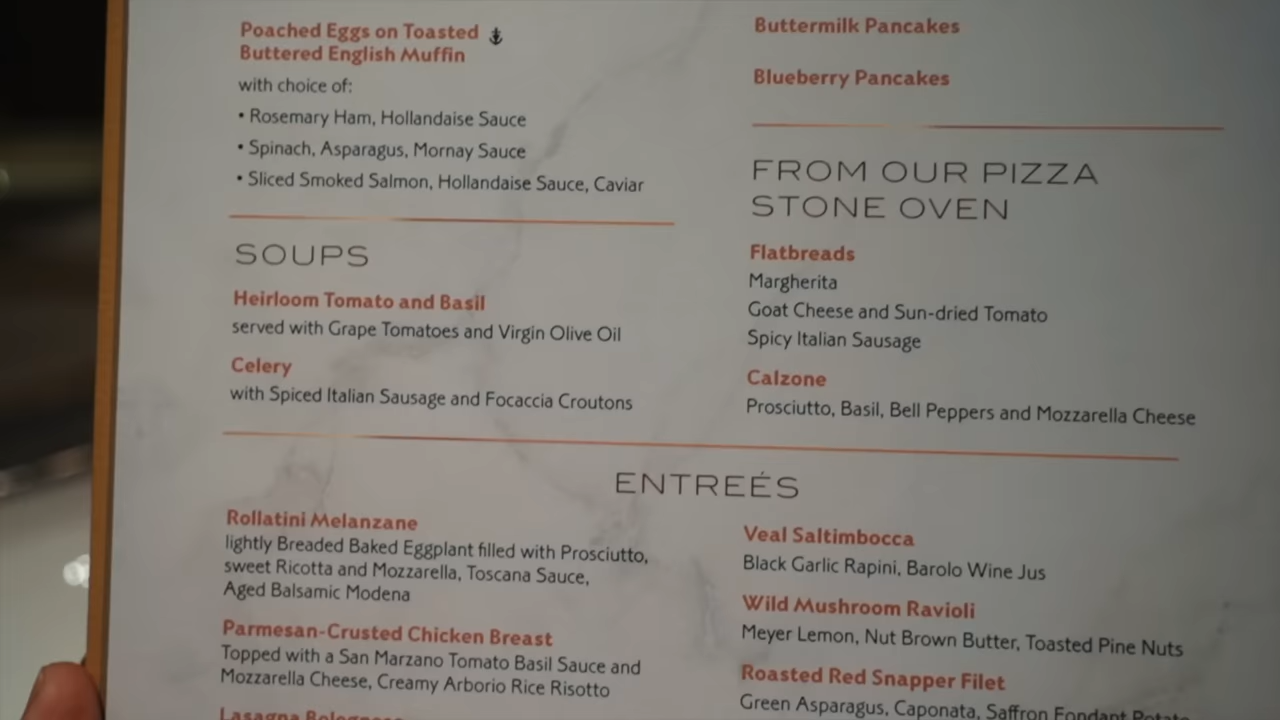 Poached Eggs on Toasted
Buttered English Muffin
with choice of:
• Rosemary Ham, Hollandaise Sauce
• Spinach, Asparagus, Mornay Sauce
• Sliced Smoked Salmon, Hollandaise Sauce, Caviar
SOUPS
Heirloom Tomato and Basil
served with Grape Tomatoes and Virgin Olive Oil
Celery
with Spiced Italian Sausage and Focaccia Croutons
Buttermilk Pancakes
Blueberry Pancakes
FROM OUR PIZZA
STONE OVEN
Flatbreads
Margherita
Goat Cheese and Sun-dried Tomato
Spicy Italian Sausage
Calzone
Prosciutto, Basil, Bell Peppers and Mozzarella Cheese
ENTREÉS
Rollatini Melanzane
lightly Breaded Baked Eggplant filled with Prosciutto,
sweet Ricotta and Mozzarella, Toscana Sauce,
Aged Balsamic Modena
Parmesan-Crusted Chicken Breast
Topped with a San Marzano Tomato Basil Sauce and
Mozzarella Cheese, Creamy Arborio Rice Risotto
Lasagna
Veal Saltimbocca
Black Garlic Rapini, Barolo Wine Jus
Wild Mushroom Ravioli
Meyer Lemon, Nut Brown Butter, Toasted Pine Nuts
Roasted Red Snapper Filet
Green Asparagus, Caponata, Saffron Fondant